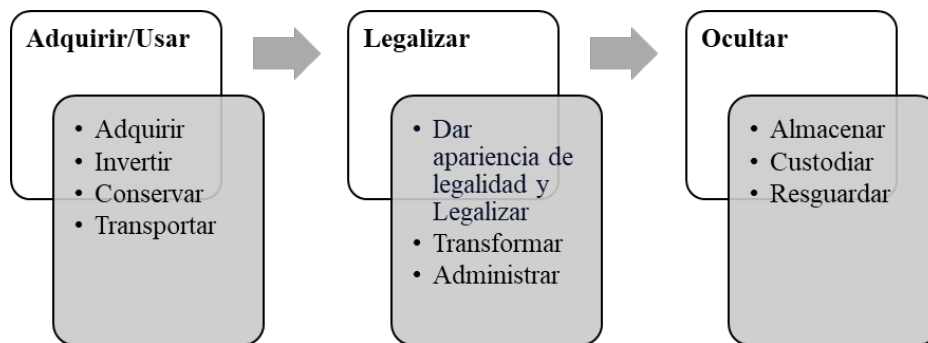 Adquirir/Usar
• Adquirir
• Invertir
• Conservar
• Transportar
Legalizar
• Dar
apariencia de
legalidad y
Legalizar
• Transformar
• Administrar
Ocultar
• Almacenar
• Custodiar
• Resguardar